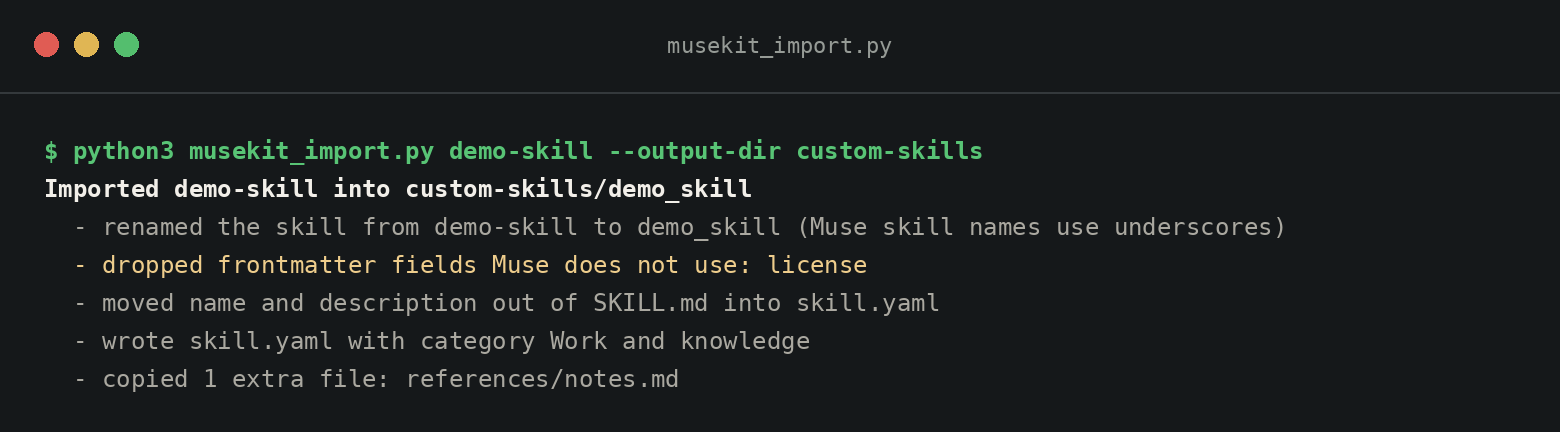 musekit_import.py
$ python3 musekit_import.py demo-skill --output-dir custom-skills
Imported demo-skill into custom-skills/demo_skill
- renamed the skill from demo-skill to demo_skill (Muse skill names use underscores)
- dropped frontmatter fields Muse does not use: license
- moved name and description out of SKILL.md into skill.yaml
- wrote skill.yaml with category Work and knowledge
- copied 1 extra file: references/notes.md